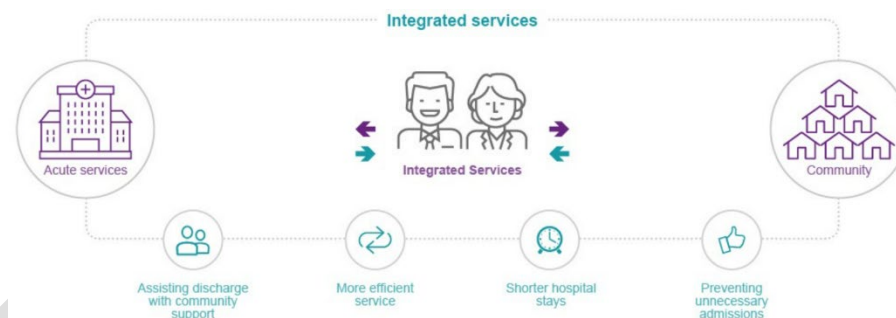 Integrated services
Acute services
Integrated Services
Community
Assisting discharge
with community
support
More efficient
service
Shorter hospital
stays
Preventing
unnecessary
admissions